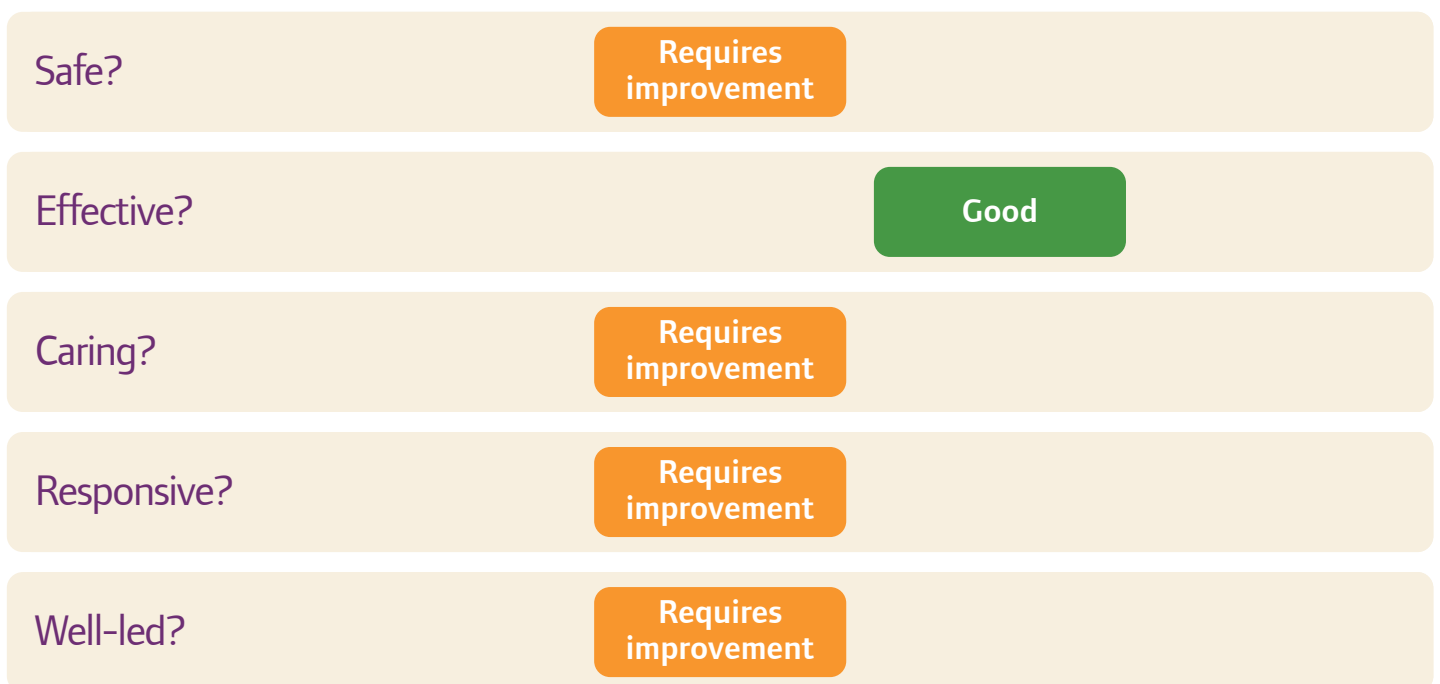 Safe?
Requires
improvement
Effective?
Good
Caring?
Requires
improvement
Responsive?
Requires
improvement
Well-led?
Requires
improvement